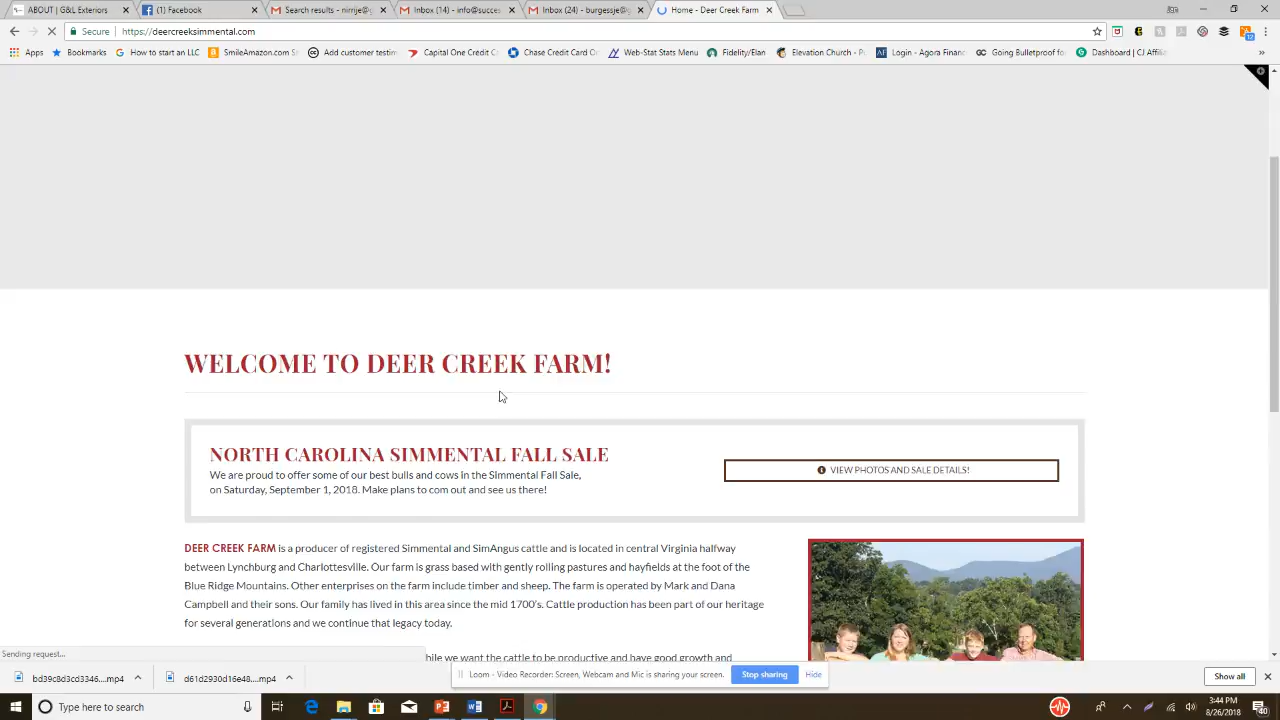 ABOUT | G&L Exteriors
Facebook
Search results - nirnje@g
Inbox (14) - info@succes
Inbox (24) - burgessje@g
Home - Deer Creek Farm
Secure https://deercreeksimmental.com
Apps Bookmarks How to start an LLC SmileAmazon.com S Add customer testim Capital One Credit C Chase Credit Card O Web-Stat Stats Menu Fidelity/Elan Elevation Church - P Login - Agora Financ Going Bulletproof fo Dashboard | CJ Affili
WELCOME TO DEER CREEK FARM!
NORTH CAROLINA SIMMENTAL FALL SALE
We are proud to offer some of our best bulls and cows in the Simmental Fall Sale,
on Saturday, September 1, 2018. Make plans to com out and see us there!
VIEW PHOTOS AND SALE DETAILS!
DEER CREEK FARM is a producer of registered Simmental and SimAngus cattle and is located in central Virginia halfway
between Lynchburg and Charlottesville. Our farm is grass based with gently rolling pastures and hayfields at the foot of the
Blue Ridge Mountains. Other enterprises on the farm include timber and sheep. The farm is operated by Mark and Dana
Campbell and their sons. Our family has lived in this area since the mid 1700's. Cattle production has been part of our heritage
for several generations and we continue that legacy today.
Sending request...
while we want the cattle to be productive and have good growth and
d61d2930d16e48....mp4
Loom - Video Recorder: Screen, Webcam and Mic is sharing your screen.
Stop sharing
Hide
Show all
Type here to search
3:44 PM
8/26/2018